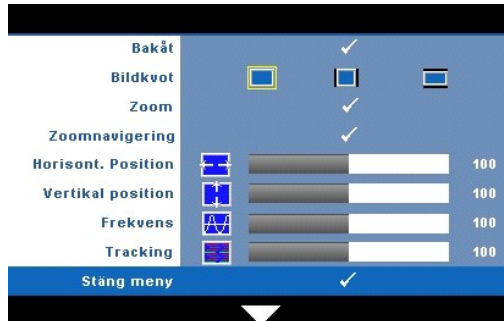 Bakåt
Bildkvot
Zoom
Zoomnavigering
Horisont. Position 100
Vertikal position 100
Frekvens 100
Tracking 100
Stäng meny